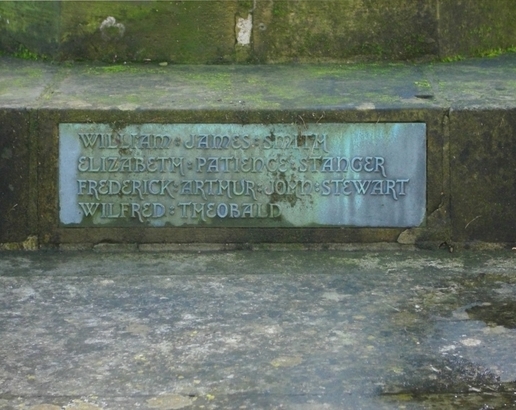 WILLIAM : JAMES : SMITH
ELIZABETH : PATIENCE : STANGER
FREDERICK : ARTHUR : JOHN : STEWART
WILFRED : THEOBALD